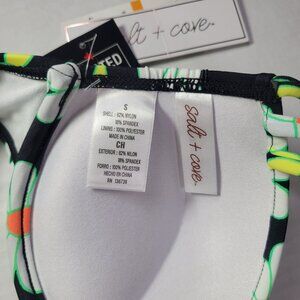 salt + cove.
S
SHELL : 82% NYLON
18% SPANDEX
LINING : 100% POLYESTER
MADE IN CHINA
CH
EXTERIOR : 82% NILON
18% SPANDEX
FORRO : 100% POLIESTER
HECHO EN CHINA
salt + cove.